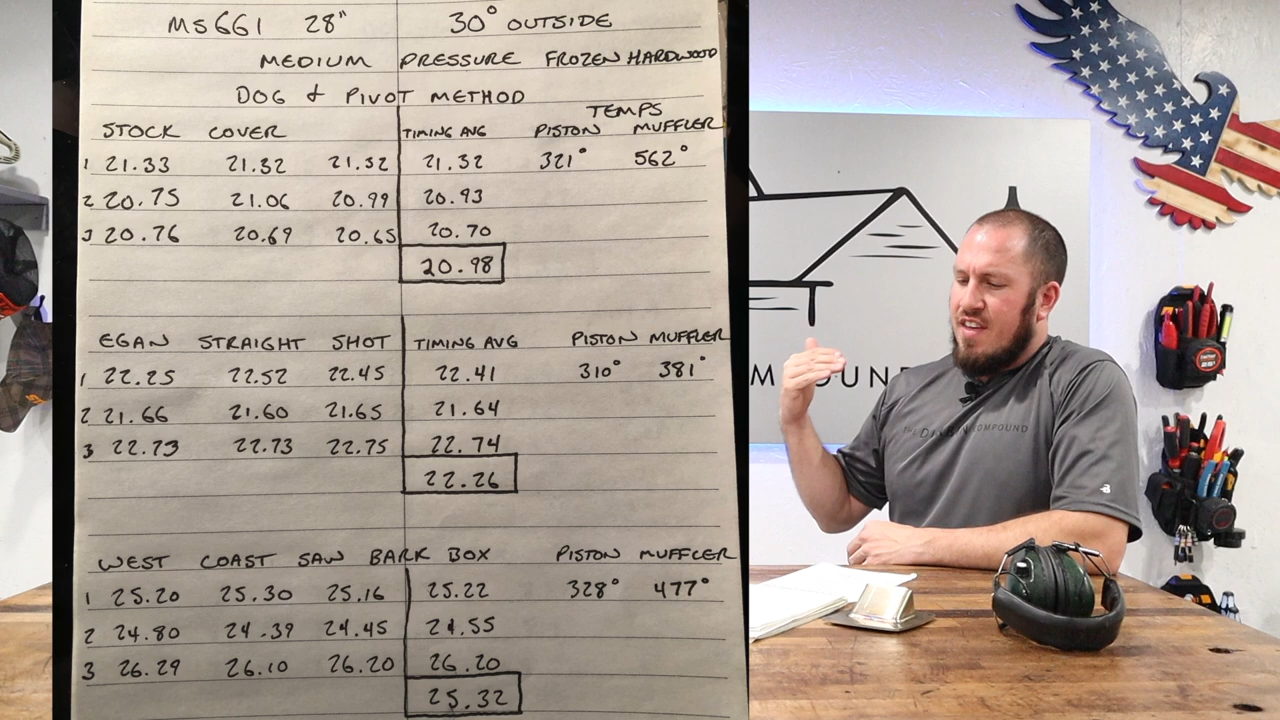 MS661 28" 30° OUTSIDE
MEDIUM PRESSURE FROZEN HARDWOOD
DOG & PIVOT METHOD
TEMPS
STOCK COVER TIMING AVG PISTON MUFFLER
1 21.33 21.32 21.32 21.32 321° 562°
2 20.75 21.06 20.99 20.93
3 20.76 20.69 20.65 20.70
20.98
EGAN STRAIGHT SHOT TIMING AVG PISTON MUFFLER
1 22.25 22.52 22.45 22.41 310° 381°
2 21.66 21.60 21.65 21.64
3 22.73 22.73 22.75 22.74
22.26
WEST COAST SAW BARK BOX PISTON MUFFLER
1 25.20 25.30 25.16 25.22 328° 477°
2 24.80 24.39 24.45 24.55
3 26.29 26.10 26.20 26.20
25.32
THE COMPOUND